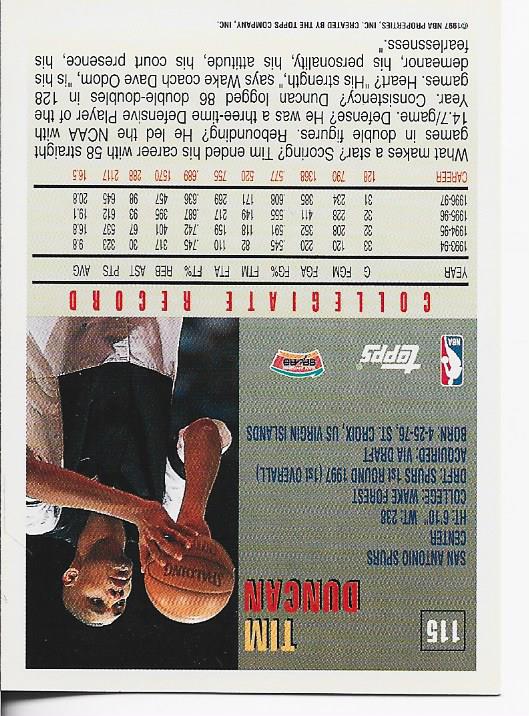 115
TIM
DUNCAN
SAN ANTONIO SPURS
CENTER
HT: 6'10" WT: 238
COLLEGE: WAKE FOREST
DRFT: SPURS 1st ROUND 1997 (1st OVERALL)
ACQUIRED: VIA DRAFT
BORN: 4-25-76, ST. CROIX, US VIRGIN ISLANDS
SPALDING
NBA
TOPPS®
SPURS
COLLEGIATE RECORD
YEAR G FGM FGA FG% FTM FTA FT% REB AST PTS AVG
1993-94 33 120 220 .545 82 110 .745 317 30 323 9.8
1994-95 32 208 352 .591 118 159 .742 401 67 537 16.8
1995-96 32 228 411 .555 149 217 .687 395 93 612 19.1
1996-97 31 234 385 .608 171 269 .636 457 98 645 20.8
CAREER 128 790 1368 .577 520 755 .689 1570 288 2117 16.5
What makes a star? Scoring? Tim ended his career with 58 straight
games in double figures. Rebounding? He led the NCAA with
14.7/game. Defense? He was a three-time Defensive Player of the
Year. Consistency? Duncan logged 86 double-doubles in 128
games. Heart? "His strength," says Wake coach Dave Odom, "is his
demeanor, his personality, his attitude, his court presence, his
fearlessness."
©1997 NBA PROPERTIES, INC. CREATED BY THE TOPPS COMPANY, INC.